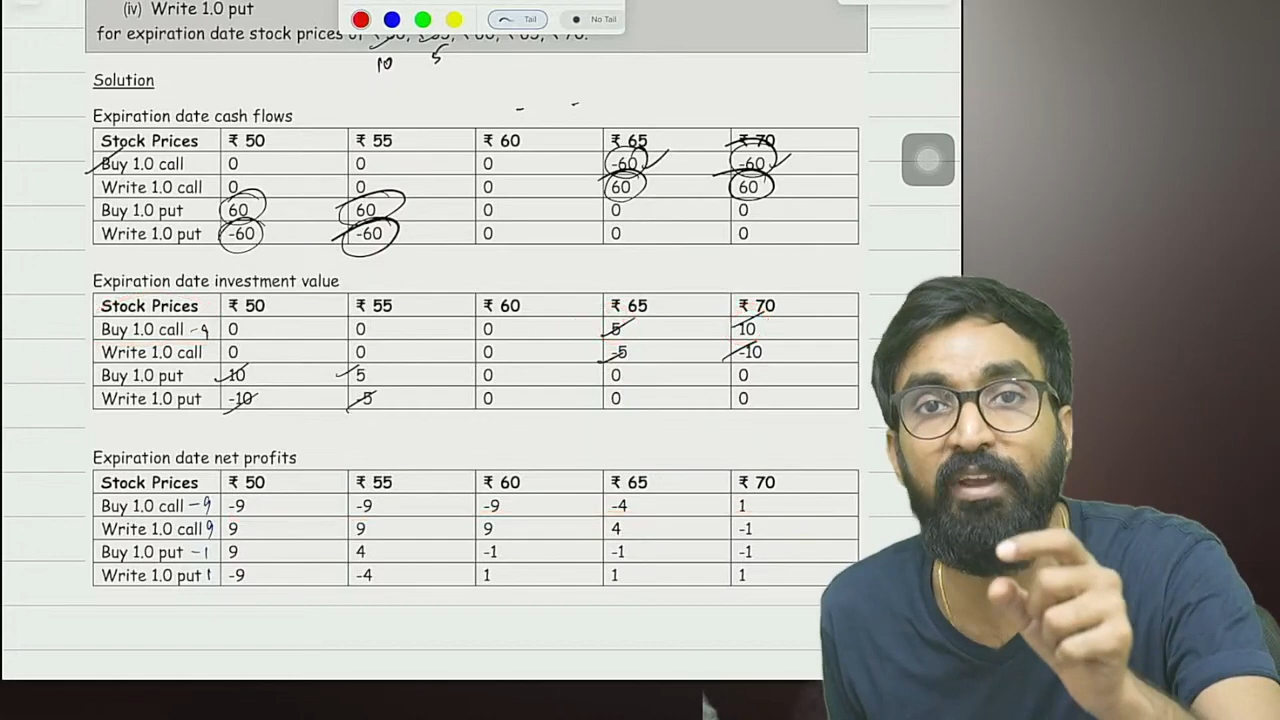 (iv) Write 1.0 put
Tail
No Tail
for expiration date stock prices of ₹ 50, ₹ 55, ₹ 60, ₹ 65, ₹ 70.
10 5
Solution
Expiration date cash flows
Stock Prices ₹ 50 ₹ 55 ₹ 60 ₹ 65 ₹ 70
Buy 1.0 call 0 0 0 -60 -60
Write 1.0 call 0 0 0 60 60
Buy 1.0 put 60 60 0 0 0
Write 1.0 put -60 -60 0 0 0
Expiration date investment value
Stock Prices ₹ 50 ₹ 55 ₹ 60 ₹ 65 ₹ 70
Buy 1.0 call -9 0 0 0 5 10
Write 1.0 call 0 0 0 -5 -10
Buy 1.0 put 10 5 0 0 0
Write 1.0 put -10 -5 0 0 0
Expiration date net profits
Stock Prices ₹ 50 ₹ 55 ₹ 60 ₹ 65 ₹ 70
Buy 1.0 call -9 -9 -9 -9 -4 1
Write 1.0 call 9 9 9 9 4 -1
Buy 1.0 put -1 9 4 -1 -1 -1
Write 1.0 put 1 -9 -4 1 1 1